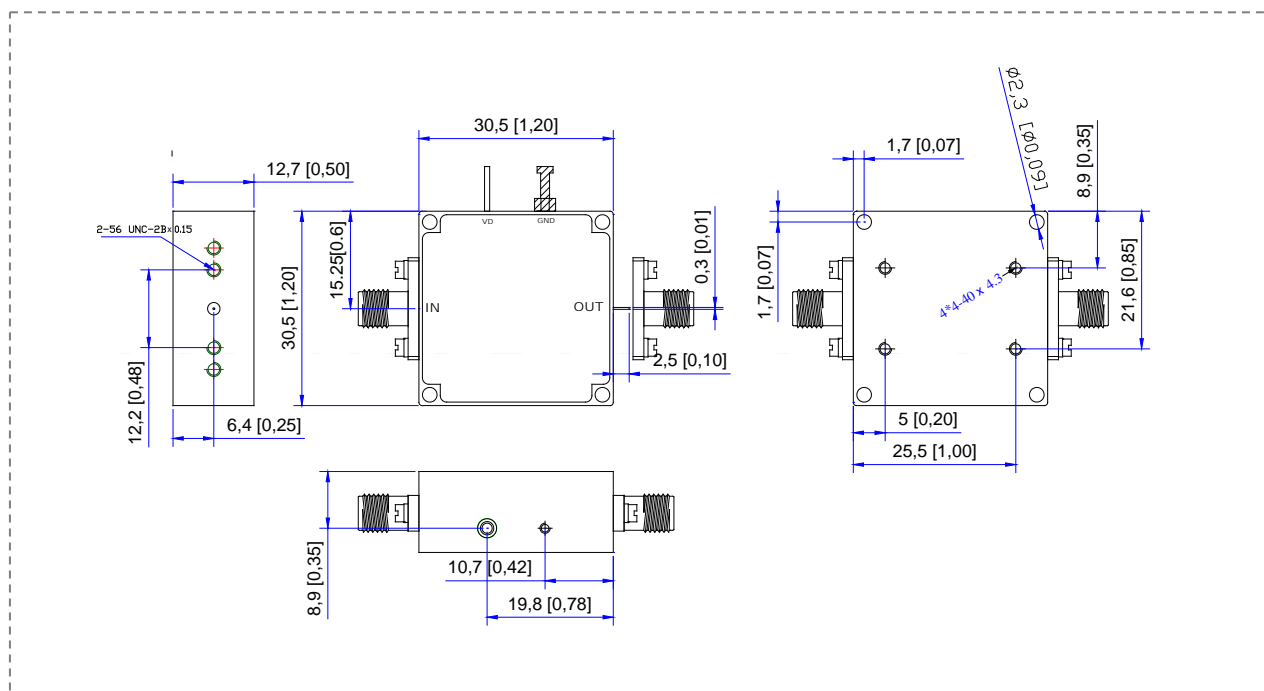 30,5 [1,20]
12,7 [0,50]
VD
GND
2-56 UNC-2B×0.15
15.25[0.6]
30,5 [1,20]
IN
OUT
0,3 [0,01]
2,5 [0,10]
12,2 [0,48]
6,4 [0,25]
1,7 [0,07]
Ø2,3 [Ø0,09]
8,9 [0,35]
1,7 [0,07]
4*4-40 x 4.3
21,6 [0,85]
5 [0,20]
25,5 [1,00]
8,9 [0,35]
10,7 [0,42]
19,8 [0,78]